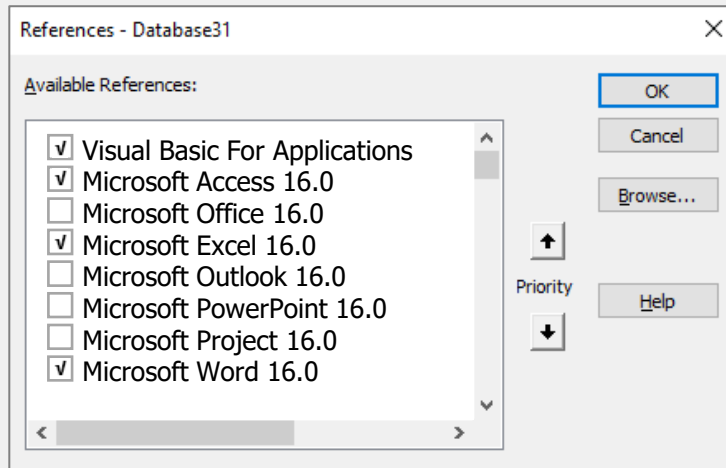 References - Database31
Available References:
OK
Cancel
Browse...
Priority
Help
Visual Basic For Applications
Microsoft Access 16.0
Microsoft Office 16.0
Microsoft Excel 16.0
Microsoft Outlook 16.0
Microsoft PowerPoint 16.0
Microsoft Project 16.0
Microsoft Word 16.0